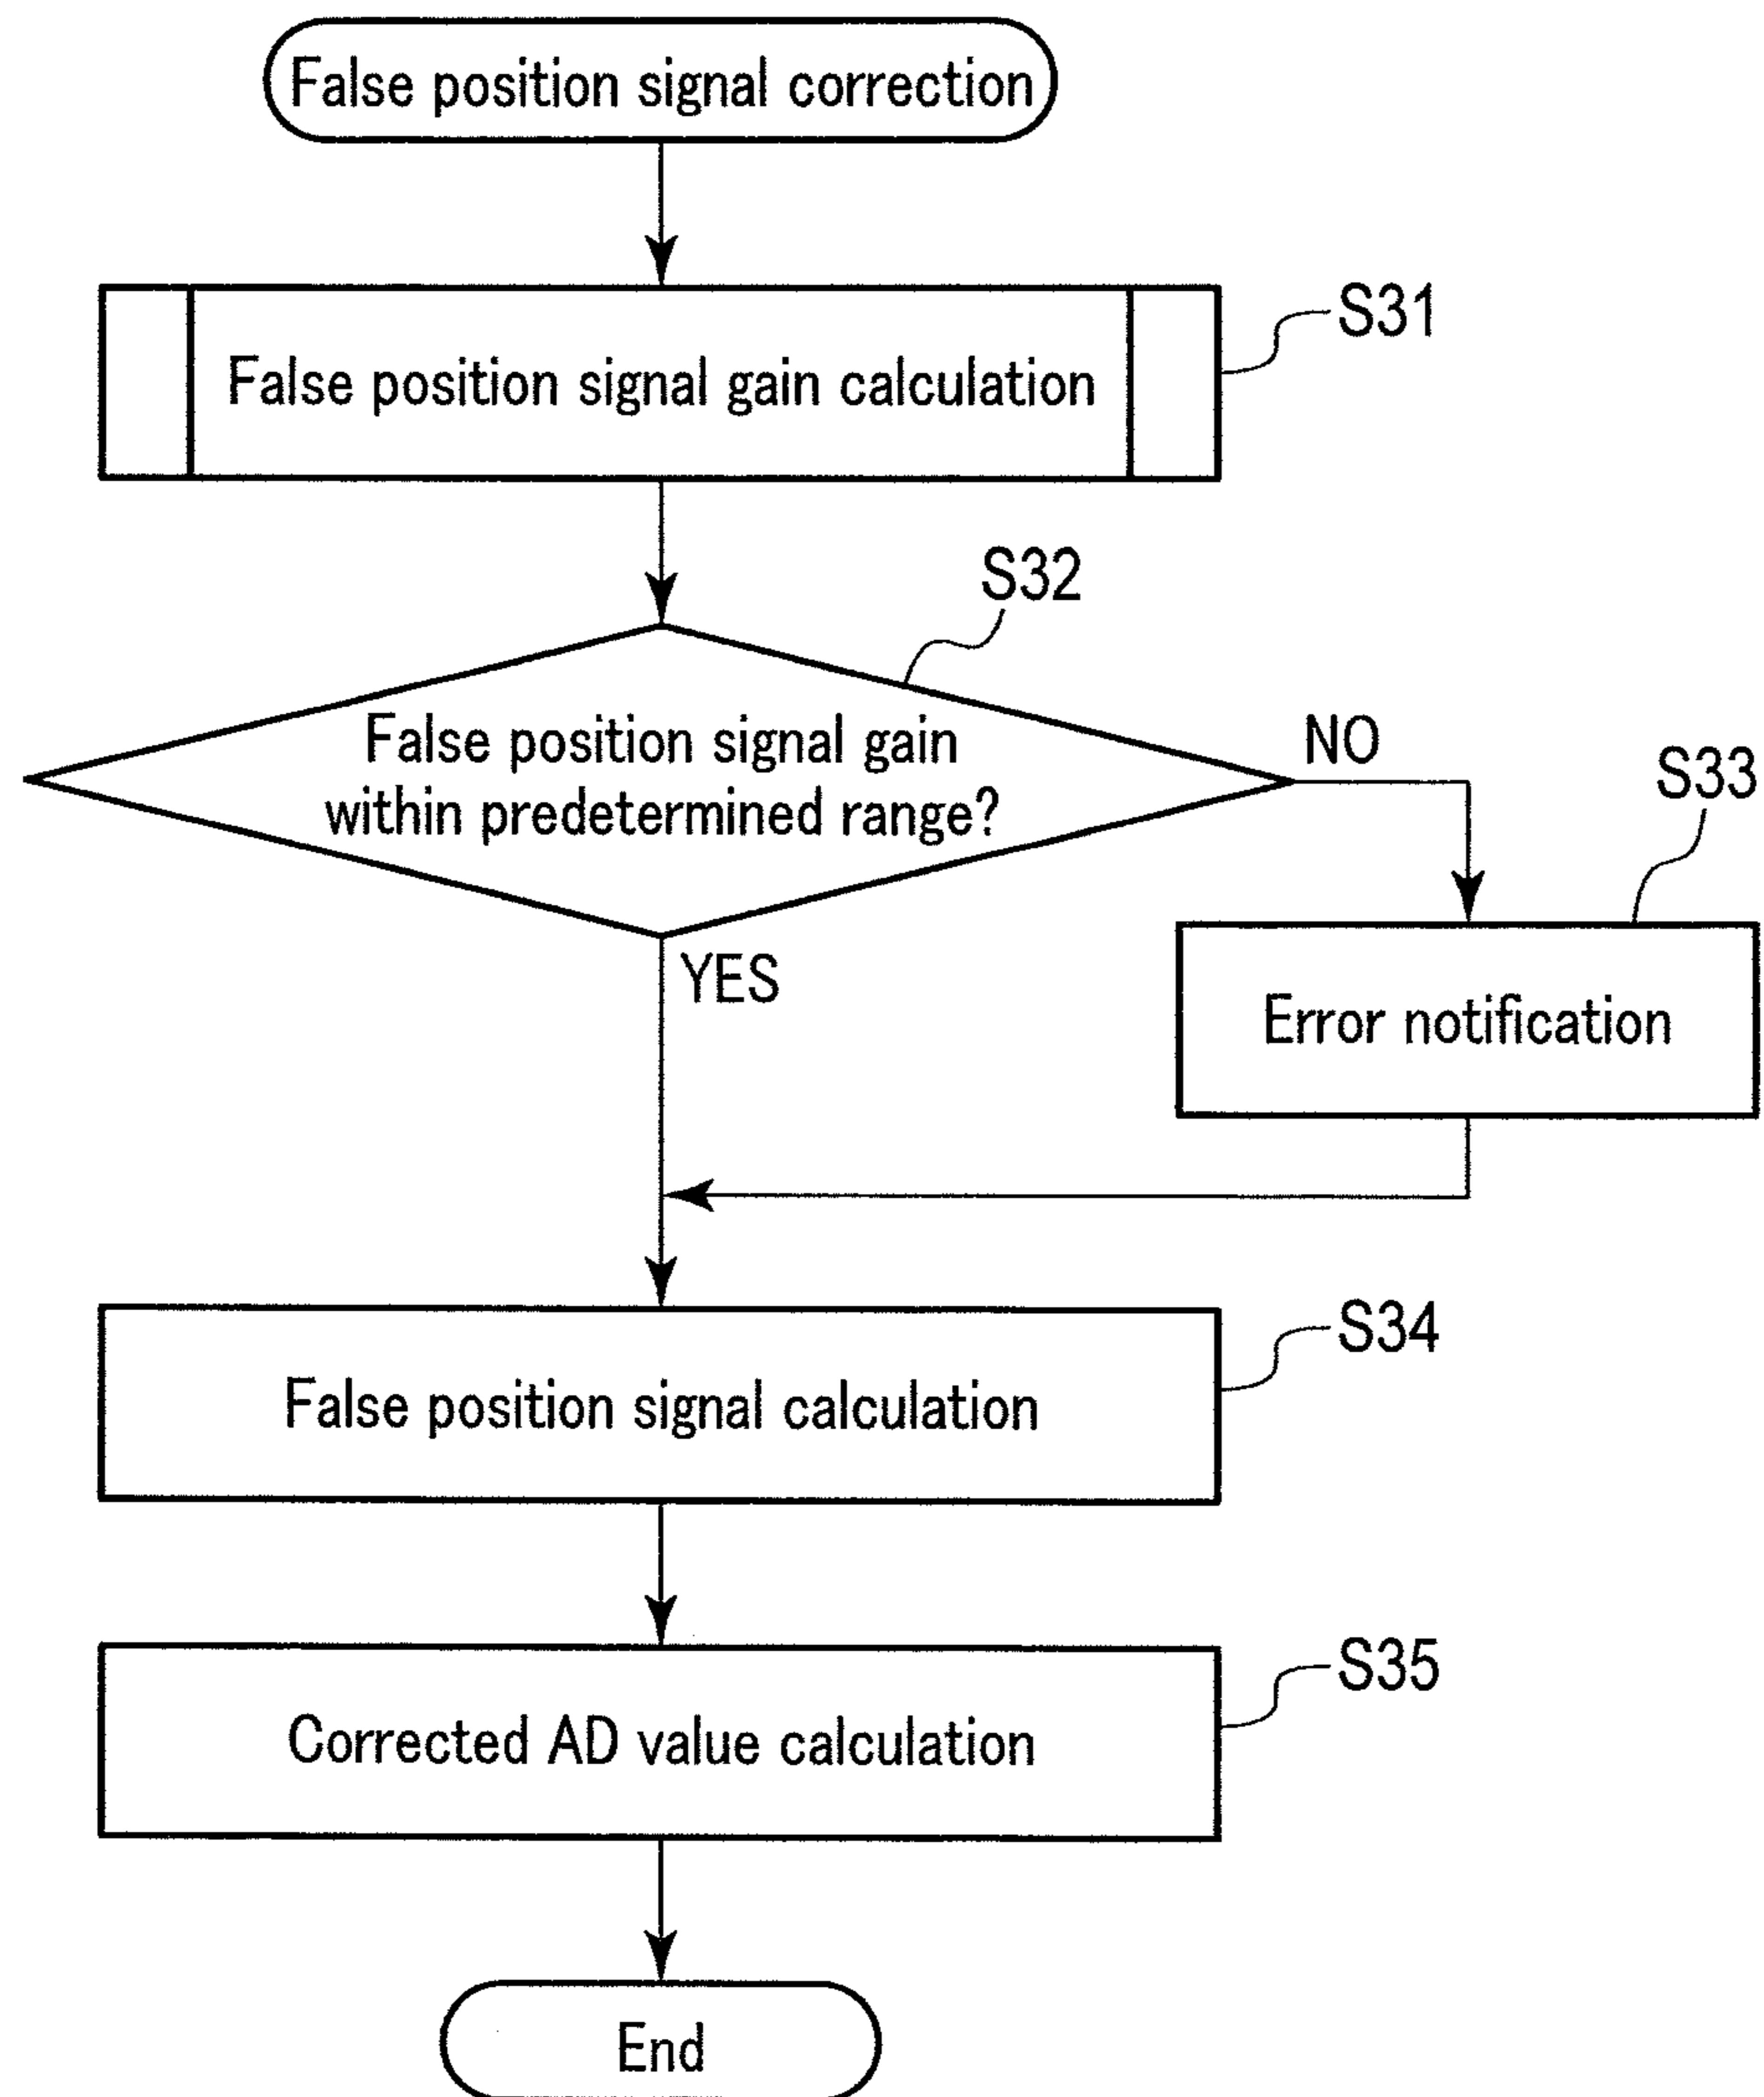 False position signal correction
S31
False position signal gain calculation
S32
False position signal gain
within predetermined range?
NO
S33
YES
Error notification
S34
False position signal calculation
S35
Corrected AD value calculation
End